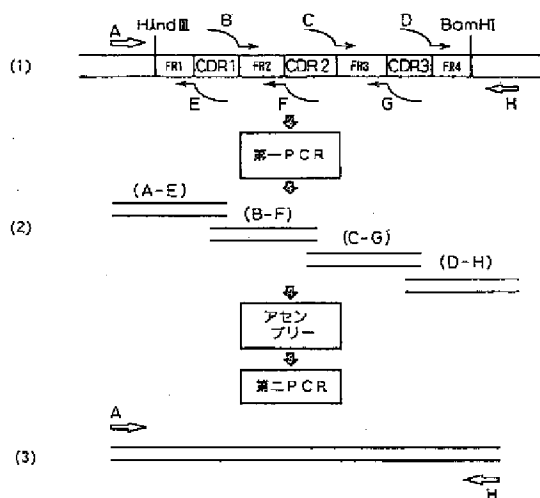 A HindⅢ B C D BamHI
(1) FR1 CDR1 FR2 CDR2 FR3 CDR3 FR4
E F G H
第一PCR
(A-E)
(2) (B-F)
(C-G)
(D-H)
アセン
ブリー
第二PCR
A
(3)
H